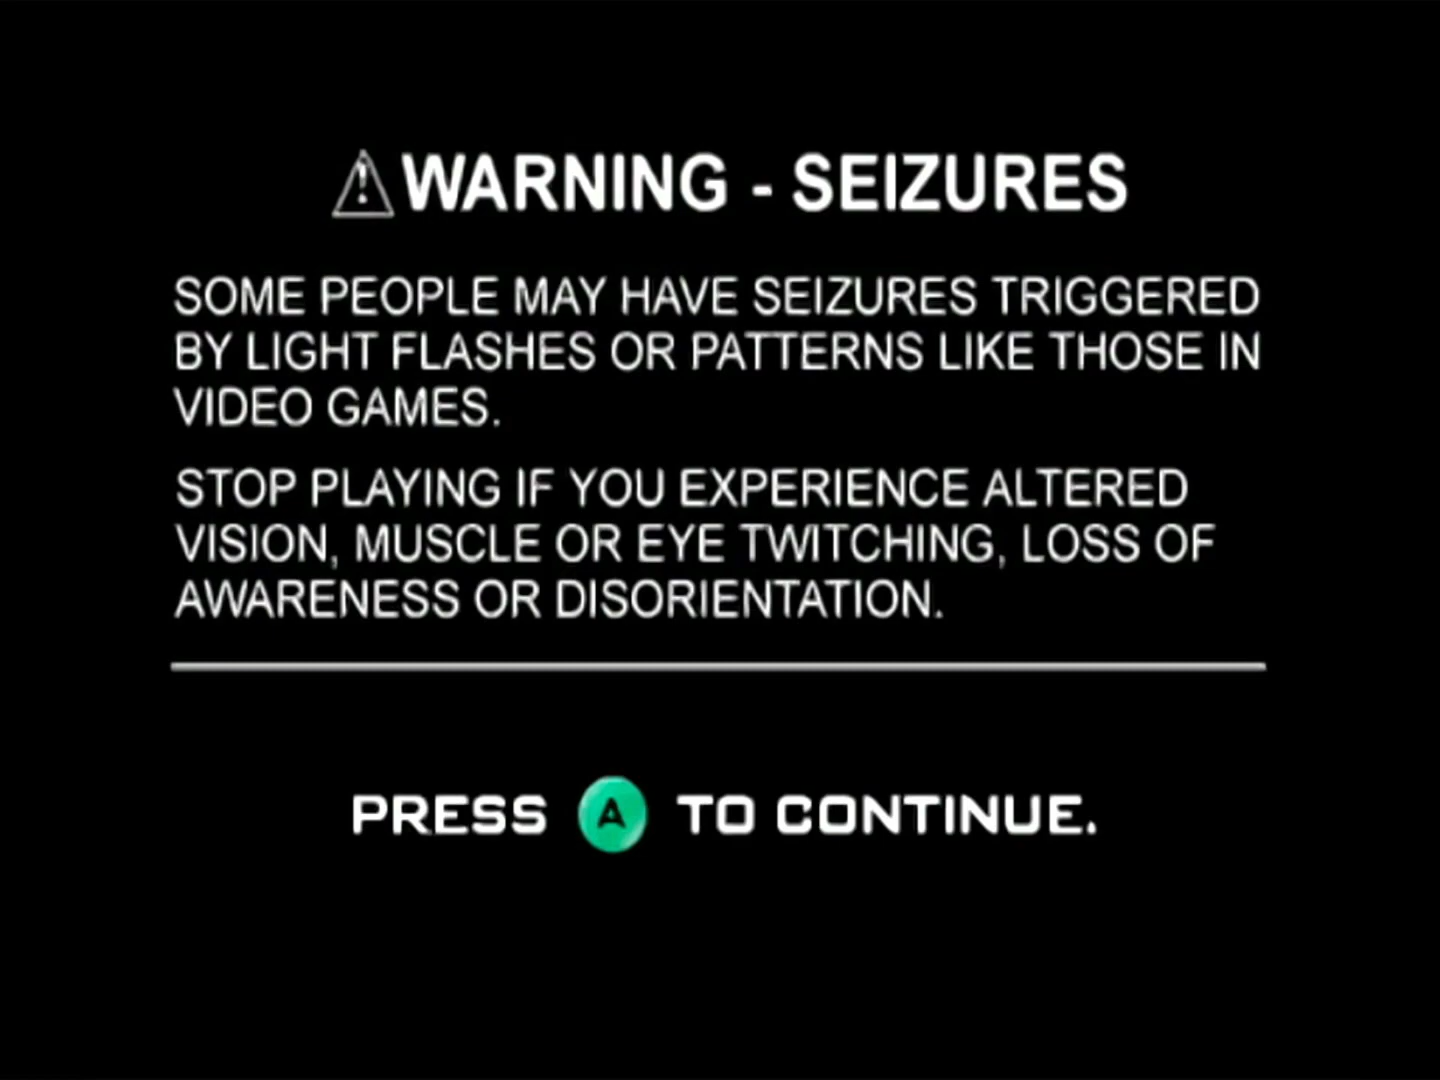 WARNING - SEIZURES
SOME PEOPLE MAY HAVE SEIZURES TRIGGERED
BY LIGHT FLASHES OR PATTERNS LIKE THOSE IN
VIDEO GAMES.
STOP PLAYING IF YOU EXPERIENCE ALTERED
VISION, MUSCLE OR EYE TWITCHING, LOSS OF
AWARENESS OR DISORIENTATION.
PRESS A TO CONTINUE.